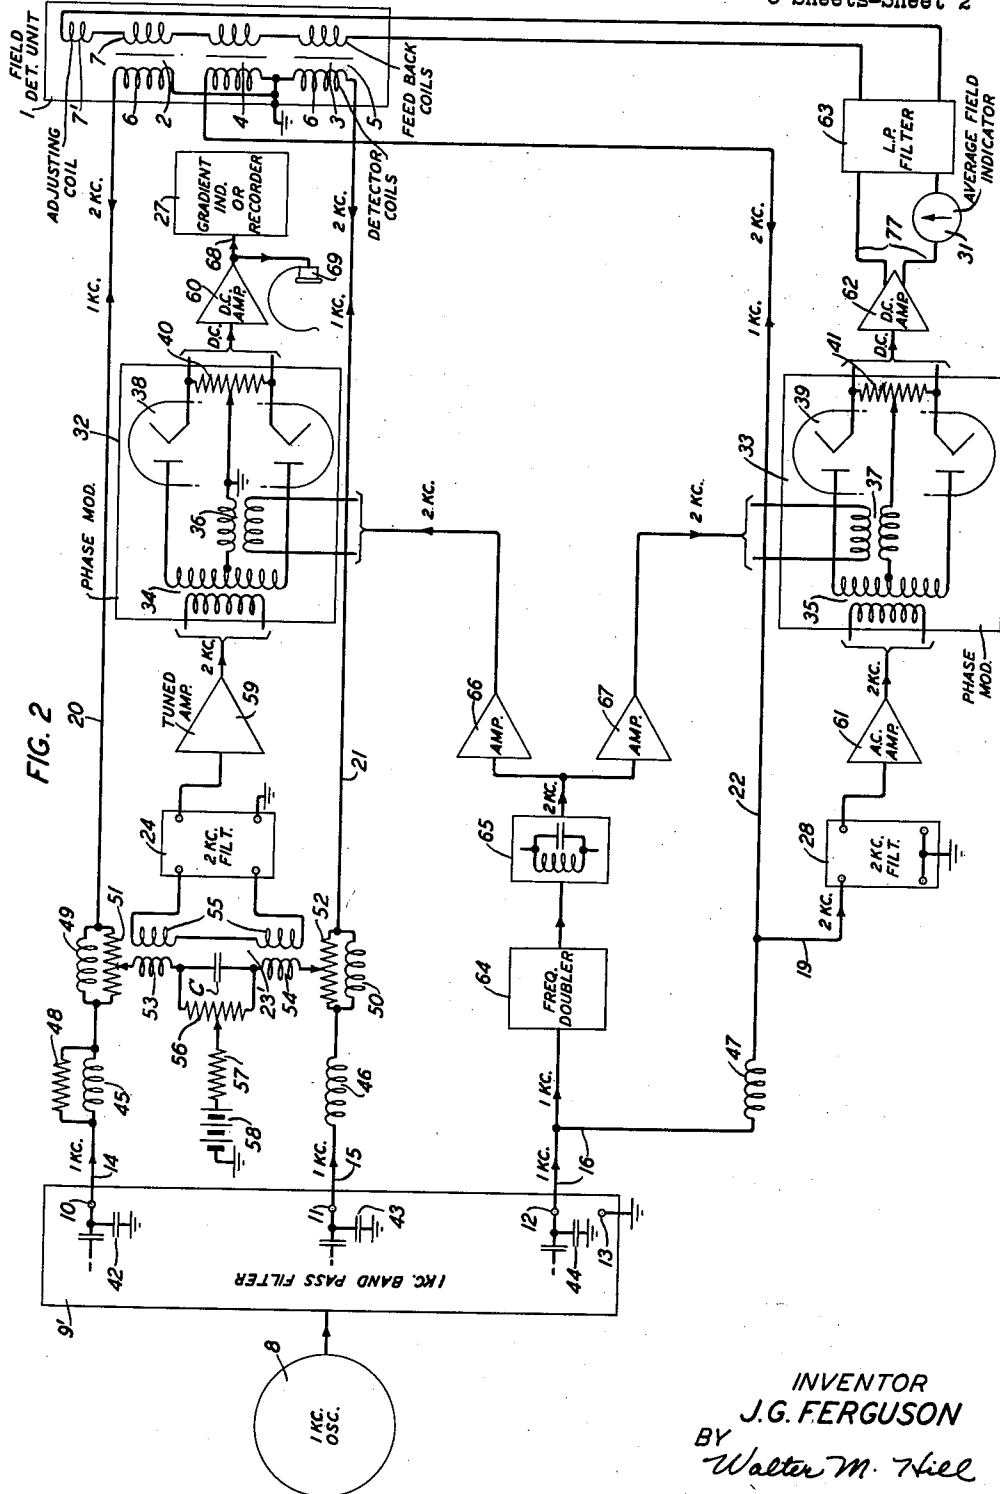 Sheets-Sheet 2
FIG. 2
8
1 KC.
OSC.
9'
1 KC. BAND PASS FILTER
10
42
11
43
12
44
13
1 KC.
14
1 KC.
15
1 KC.
16
48
45
49
51
20
53
56
C
23'
54
55
57
58
46
52
50
21
24
2 KC.
FILT.
TUNED
AMP.
59
2 KC.
PHASE MOD.
32
34
36
38
40
D.C.
60
D.C.
AMP.
68
69
27
GRADIENT
IND.
OR
RECORDER
1 KC.
2 KC.
1 KC.
2 KC.
ADJUSTING
COIL
1
FIELD
DET. UNIT
7'
7
6
2
4
6
3
5
DETECTOR
COILS
FEED BACK
COILS
1 KC.
64
FREQ.
DOUBLER
65
2 KC.
66
AMP.
67
AMP.
2 KC.
2 KC.
47
22
19
2 KC.
28
2 KC.
FILT.
61
A.C.
AMP.
2 KC.
PHASE
MOD.
33
35
37
39
41
D.C.
62
D.C.
AMP.
77
31
AVERAGE FIELD
INDICATOR
63
L.P.
FILTER
1 KC.
2 KC.
INVENTOR
J.G. FERGUSON
BY
Walter M. Hill